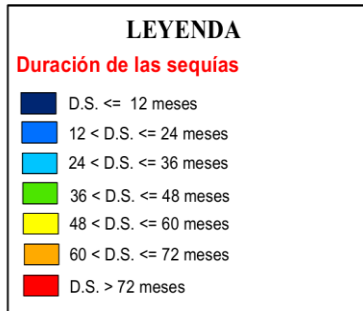 LEYENDA
Duración de las sequías
D.S. <= 12 meses
12 < D.S. <= 24 meses
24 < D.S. <= 36 meses
36 < D.S. <= 48 meses
48 < D.S. <= 60 meses
60 < D.S. <= 72 meses
D.S. > 72 meses